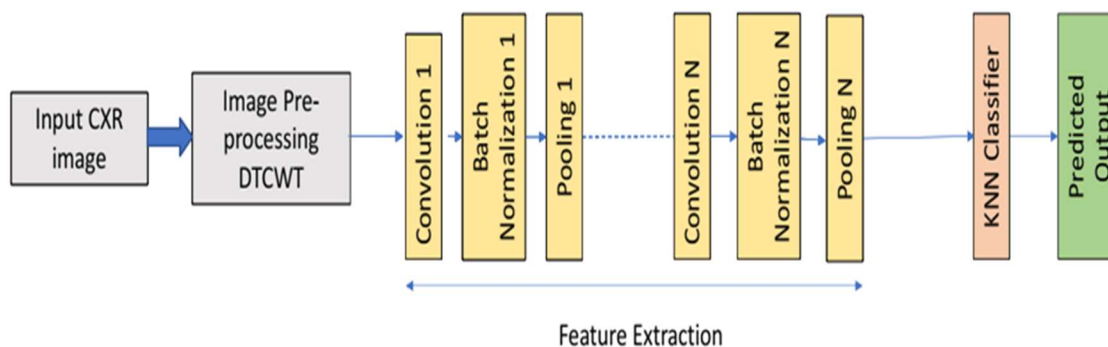 Input CXR
image
Image Pre-
processing
DTCWT
Convolution 1
Batch
Normalization 1
Pooling 1
Convolution N
Batch
Normalization N
Pooling N
KNN Classifier
Predicted
Output
Feature Extraction